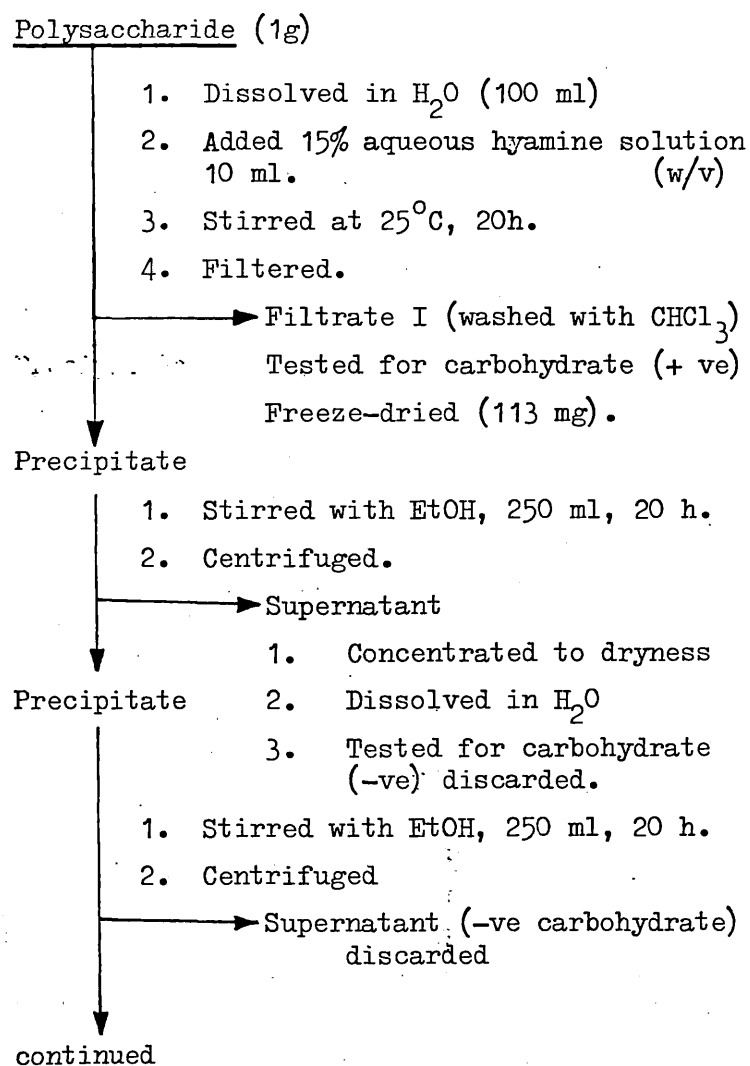 Polysaccharide (1g)
1. Dissolved in H2O (100 ml)
2. Added 15% aqueous hyamine solution
10 ml. (w/v)
3. Stirred at 25°C, 20h.
4. Filtered.
Filtrate I (washed with CHCl3)
Tested for carbohydrate (+ ve)
Freeze-dried (113 mg).
Precipitate
1. Stirred with EtOH, 250 ml, 20 h.
2. Centrifuged.
Supernatant
1. Concentrated to dryness
Precipitate 2. Dissolved in H2O
3. Tested for carbohydrate
(-ve) discarded.
1. Stirred with EtOH, 250 ml, 20 h.
2. Centrifuged
Supernatant (-ve carbohydrate)
discarded
continued